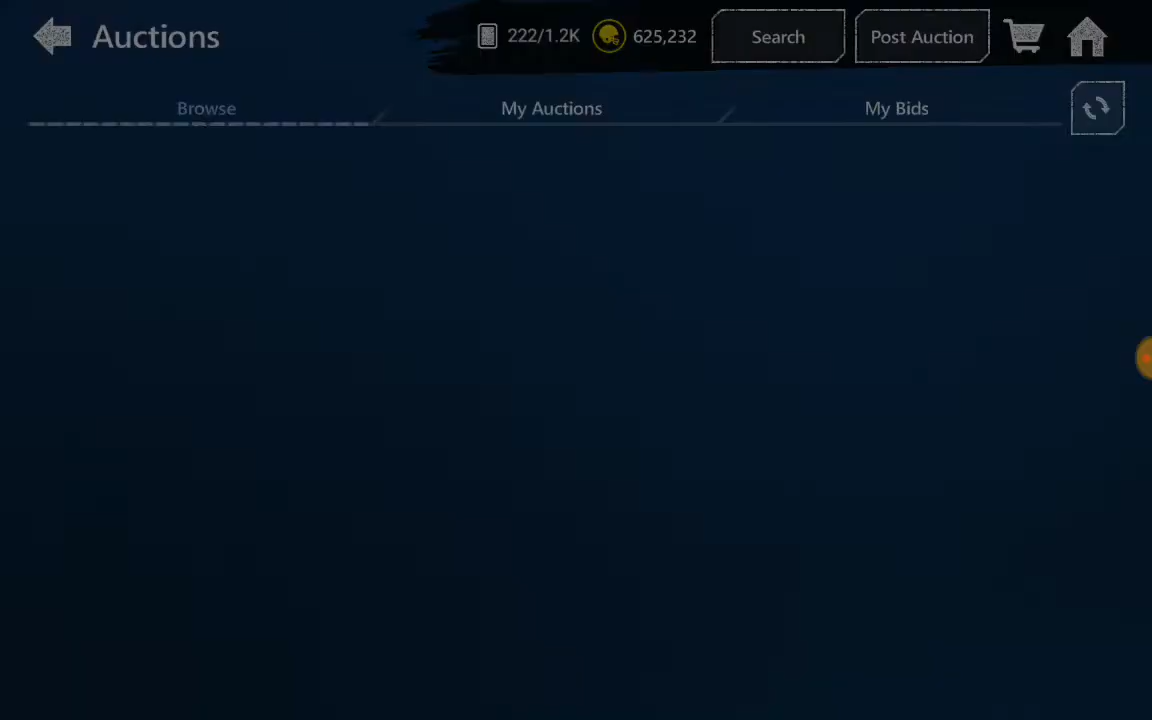 Auctions
222/1.2K
625,232
Search
Post Auction
Browse
My Auctions
My Bids